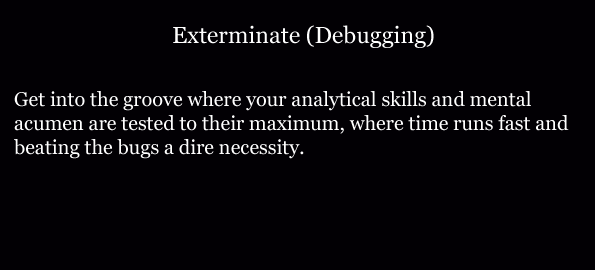 Exterminate (Debugging)
Get into the groove where your analytical skills and mental
acumen are tested to their maximum, where time runs fast and
beating the bugs a dire necessity.